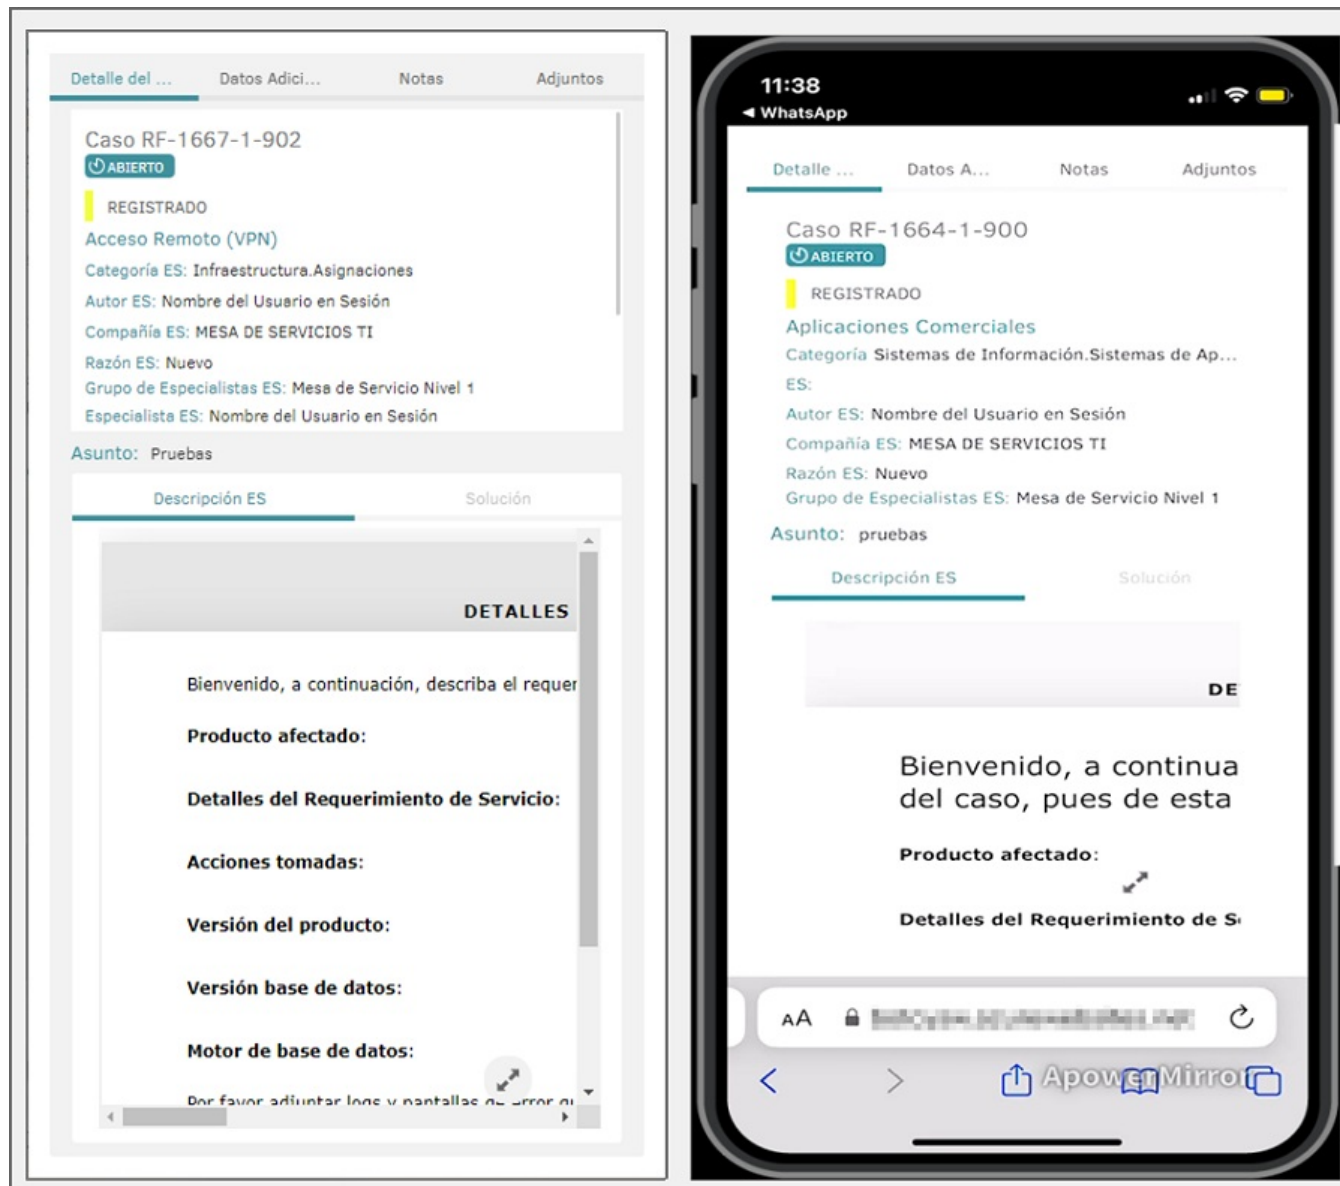 Detalle del ... Datos Adici... Notas Adjuntos
Caso RF-1667-1-902
ABIERTO
REGISTRADO
Acceso Remoto (VPN)
Categoría ES: Infraestructura.Asignaciones
Autor ES: Nombre del Usuario en Sesión
Compañía ES: MESA DE SERVICIOS TI
Razón ES: Nuevo
Grupo de Especialistas ES: Mesa de Servicio Nivel 1
Especialista ES: Nombre del Usuario en Sesión
Asunto: Pruebas
Descripción ES Solución
DETALLES
Bienvenido, a continuación, describa el requer
Producto afectado:
Detalles del Requerimiento de Servicio:
Acciones tomadas:
Versión del producto:
Versión base de datos:
Motor de base de datos:
Por favor adjuntar logs y pantallas de error qu
11:38
WhatsApp
Detalle ... Datos A... Notas Adjuntos
Caso RF-1664-1-900
ABIERTO
REGISTRADO
Aplicaciones Comerciales
Categoría Sistemas de Información.Sistemas de Ap...
ES:
Autor ES: Nombre del Usuario en Sesión
Compañía ES: MESA DE SERVICIOS TI
Razón ES: Nuevo
Grupo de Especialistas ES: Mesa de Servicio Nivel 1
Asunto: pruebas
Descripción ES Solución
DE
Bienvenido, a continua
del caso, pues de esta
Producto afectado:
Detalles del Requerimiento de S
AA
ApowerMirror